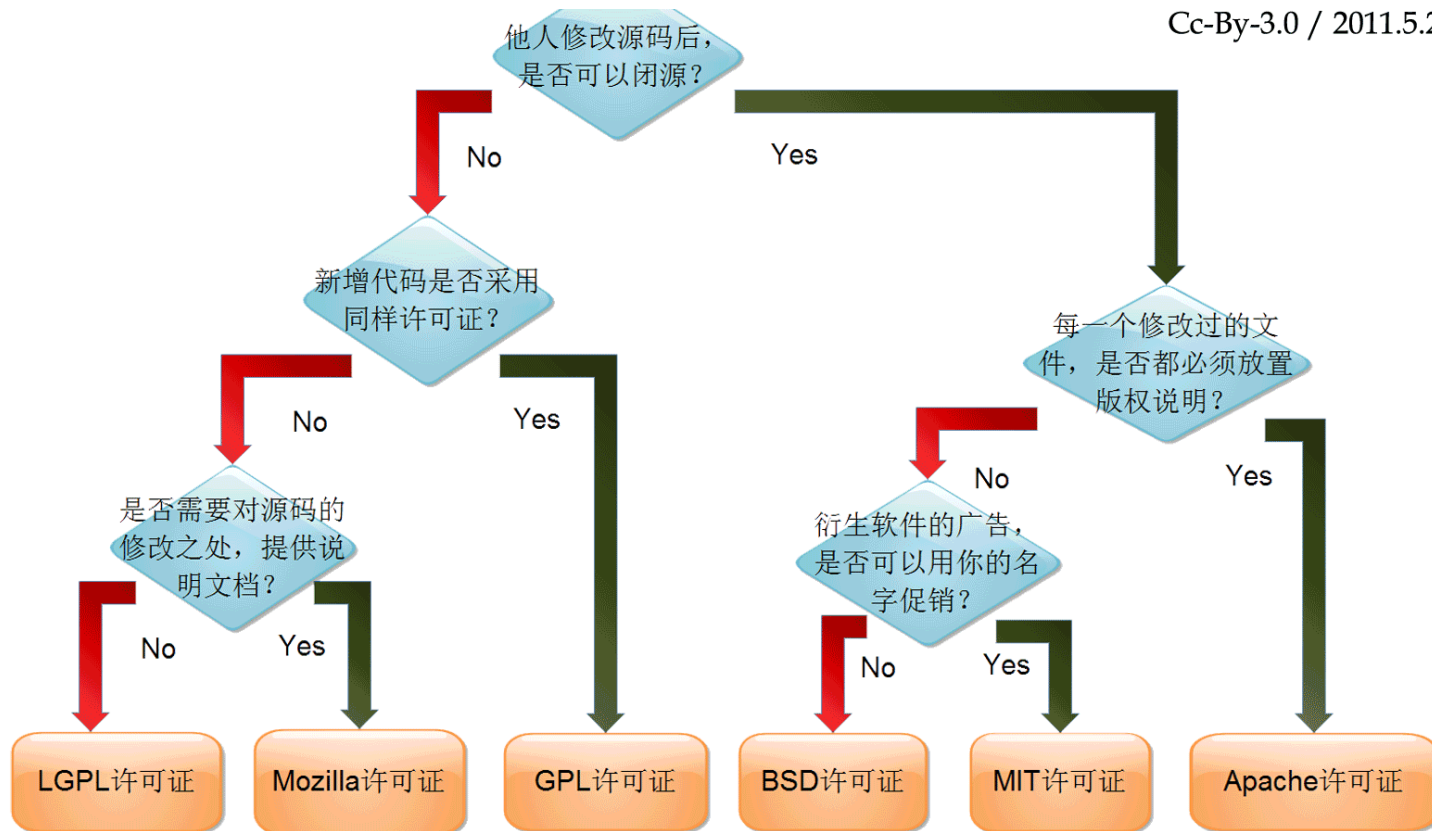 Cc-By-3.0 / 2011.5.2
他人修改源码后，
是否可以闭源？
No
Yes
新增代码是否采用
同样许可证？
每一个修改过的文
件，是否都必须放置
版权说明？
No
Yes
No
Yes
是否需要对源码的
修改之处，提供说
明文档？
衍生软件的广告，
是否可以用你的名
字促销？
No
Yes
No
Yes
LGPL许可证
Mozilla许可证
GPL许可证
BSD许可证
MIT许可证
Apache许可证